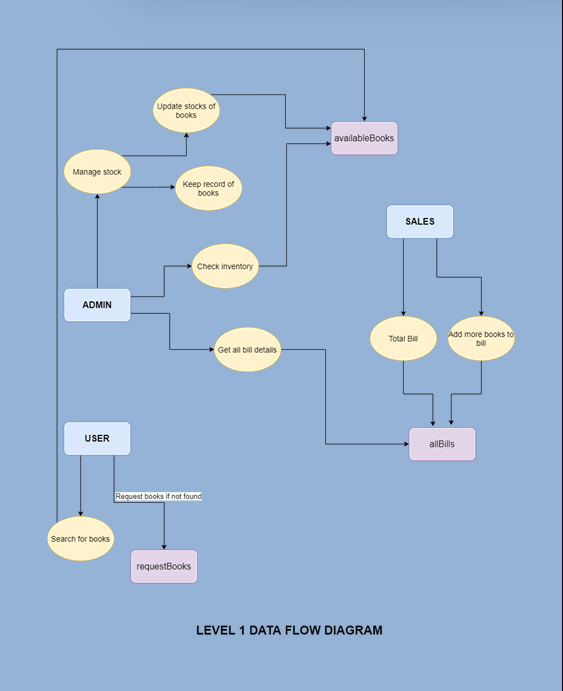 Update stocks of
books
availableBooks
Manage stock
Keep record of
books
SALES
Check inventory
ADMIN
Total Bill
Add more books to
bill
Get all bill details
USER
allBills
Request books if not found
Search for books
requestBooks
LEVEL 1 DATA FLOW DIAGRAM